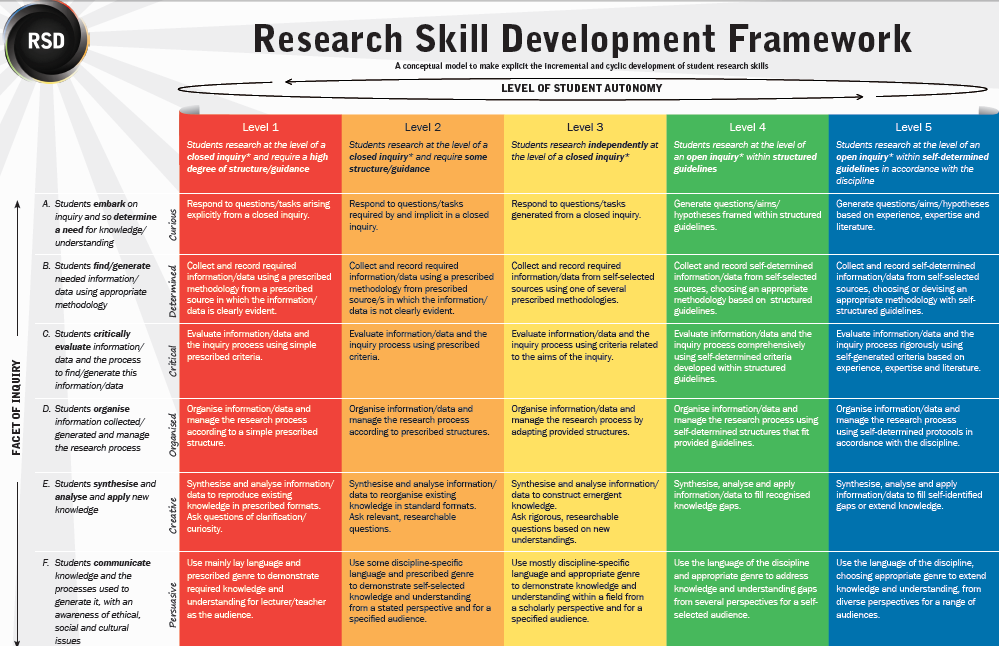 RSD
Research Skill Development Framework
A conceptual model to make explicit the incremental and cyclic development of student research skills
LEVEL OF STUDENT AUTONOMY
Level 1
Students research at the level of a
closed inquiry* and require a high
degree of structure/guidance
Level 2
Students research at the level of a
closed inquiry* and require some
structure/guidance
Level 3
Students research independently at
the level of a closed inquiry*
Level 4
Students research at the level of
an open inquiry* within structured
guidelines
Level 5
Students research at the level of an
open inquiry* within self-determined
guidelines in accordance with the
discipline
FACET OF INQUIRY
A. Students embark on
inquiry and so determine
a need for knowledge/
understanding
Curious
Respond to questions/tasks arising
explicitly from a closed inquiry.
Respond to questions/tasks
required by and implicit in a closed
inquiry.
Respond to questions/tasks
generated from a closed inquiry.
Generate questions/aims/
hypotheses framed within structured
guidelines.
Generate questions/aims/hypotheses
based on experience, expertise and
literature.
B. Students find/generate
needed information/
data using appropriate
methodology
Determined
Collect and record required
information/data using a prescribed
methodology from a prescribed
source in which the information/
data is clearly evident.
Collect and record required
information/data using a prescribed
methodology from prescribed
source/s in which the information/
data is not clearly evident.
Collect and record required
information/data from self-selected
sources using one of several
prescribed methodologies.
Collect and record self-determined
information/data from self-selected
sources, choosing an appropriate
methodology based on structured
guidelines.
Collect and record self-determined
information/data from self-selected
sources, choosing or devising an
appropriate methodology with self-
structured guidelines.
C. Students critically
evaluate information/
data and the process
to find/generate this
information/data
Critical
Evaluate information/data and
the inquiry process using simple
prescribed criteria.
Evaluate information/data and the
inquiry process using prescribed
criteria.
Evaluate information/data and the
inquiry process using criteria related
to the aims of the inquiry.
Evaluate information/data and the
inquiry process comprehensively
using self-determined criteria
developed within structured
guidelines.
Evaluate information/data and the
inquiry process rigorously using
self-generated criteria based on
experience, expertise and literature.
D. Students organise
information collected/
generated and manage
the research process
Organised
Organise information/data and
manage the research process
according to a simple prescribed
structure.
Organise information/data and
manage the research process
according to prescribed structures.
Organise information/data and
manage the research process by
adapting provided structures.
Organise information/data and
manage the research process using
self-determined structures that fit
provided guidelines.
Organise information/data and
manage the research process
using self-determined protocols in
accordance with the discipline.
E. Students synthesise and
analyse and apply new
knowledge
Creative
Synthesise and analyse information/
data to reproduce existing
knowledge in prescribed formats.
Ask questions of clarification/
curiosity.
Synthesise and analyse information/
data to reorganise existing
knowledge in standard formats.
Ask relevant, researchable
questions.
Synthesise and analyse information/
data to construct emergent
knowledge.
Ask rigorous, researchable
questions based on new
understandings.
Synthesise, analyse and apply
information/data to fill recognised
knowledge gaps.
Synthesise, analyse and apply
information/data to fill self-identified
gaps or extend knowledge.
F. Students communicate
knowledge and the
processes used to
generate it, with an
awareness of ethical,
social and cultural
issues
Persuasive
Use mainly lay language and
prescribed genre to demonstrate
required knowledge and
understanding for lecturer/teacher
as the audience.
Use some discipline-specific
language and prescribed genre
to demonstrate self-selected
knowledge and understanding
from a stated perspective and for a
specified audience.
Use mostly discipline-specific
language and appropriate genre
to demonstrate knowledge and
understanding within a field from
a scholarly perspective and for a
specified audience.
Use the language of the discipline
and appropriate genre to address
knowledge and understanding gaps
from several perspectives for a self-
selected audience.
Use the language of the discipline,
choosing appropriate genre to extend
knowledge and understanding, from
diverse perspectives for a range of
audiences.